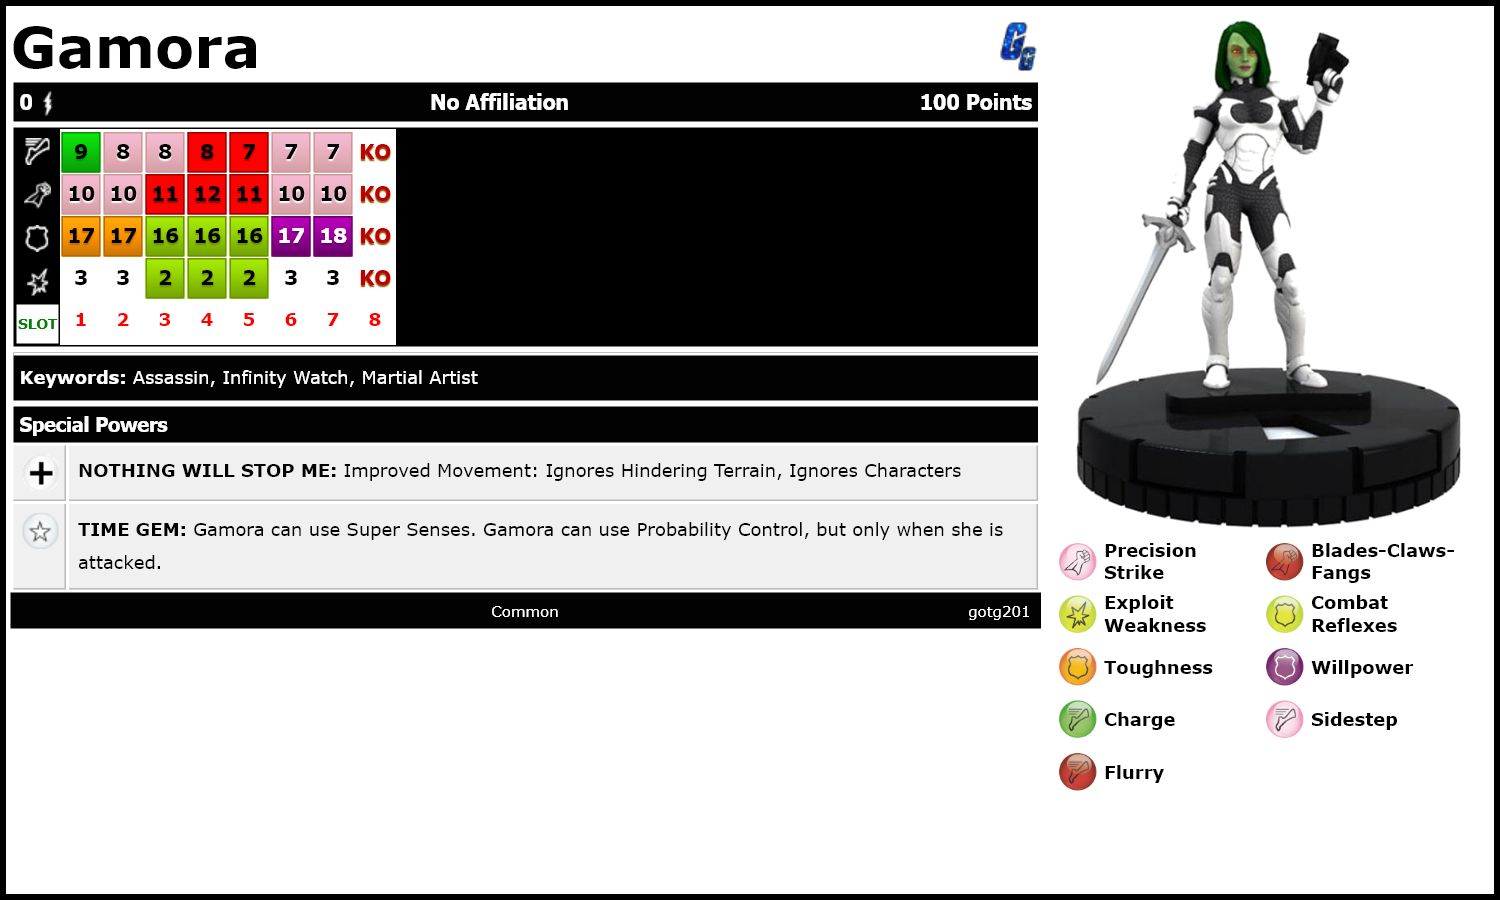 Gamora
GG
0 No Affiliation 100 Points
9 8 8 8 7 7 7 KO
10 10 11 12 11 10 10 KO
17 17 16 16 16 17 18 KO
3 3 2 2 2 3 3 KO
SLOT 1 2 3 4 5 6 7 8
Keywords: Assassin, Infinity Watch, Martial Artist
Special Powers
NOTHING WILL STOP ME: Improved Movement: Ignores Hindering Terrain, Ignores Characters
TIME GEM: Gamora can use Super Senses. Gamora can use Probability Control, but only when she is
attacked.
Common gotg201
Precision
Strike
Blades-Claws-
Fangs
Exploit
Weakness
Combat
Reflexes
Toughness
Willpower
Charge
Sidestep
Flurry